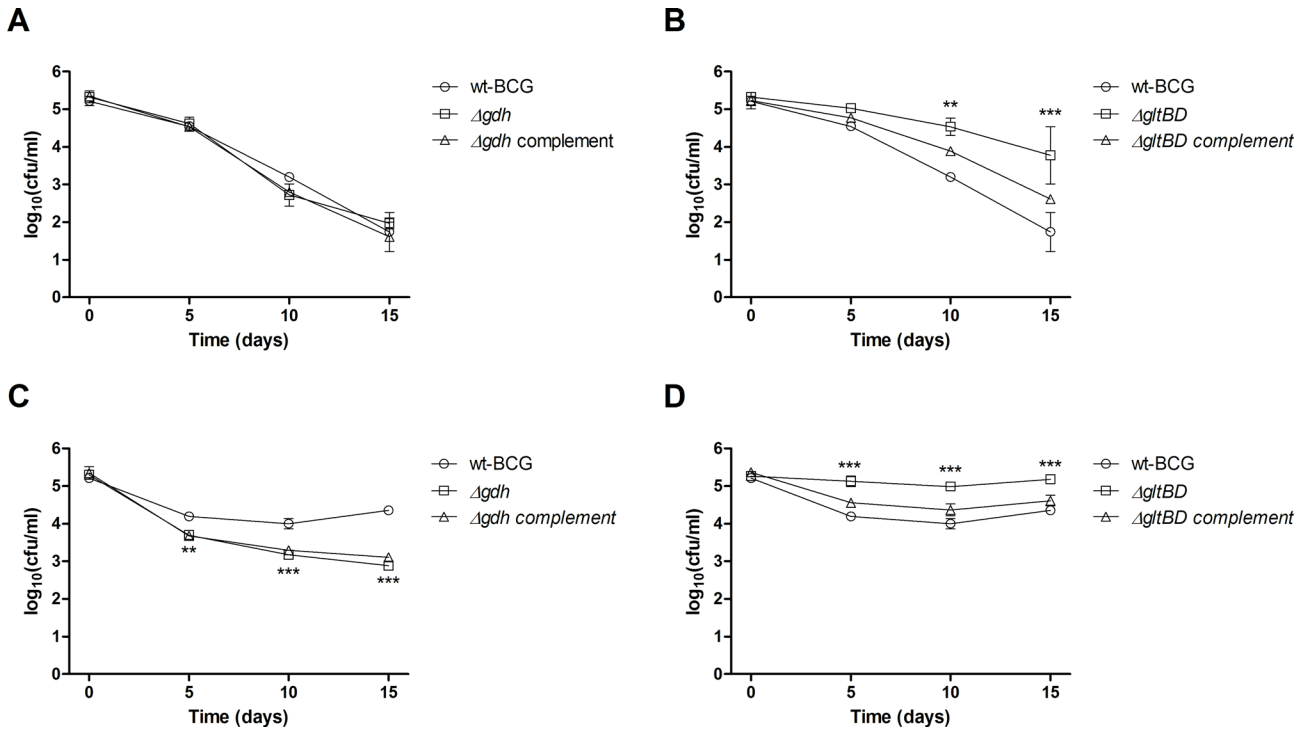 A
log10(cfu/ml)
6
5
4
3
2
1
0
0 5 10 15
Time (days)
wt-BCG
Δgdh
Δgdh complement
B
log10(cfu/ml)
6
5
4
3
2
1
0
**
***
0 5 10 15
Time (days)
wt-BCG
ΔgltBD
ΔgltBD complement
C
log10(cfu/ml)
6
5
4
3
2
1
0
**
***
***
0 5 10 15
Time (days)
wt-BCG
Δgdh
Δgdh complement
D
log10(cfu/ml)
6
5
4
3
2
1
0
***
***
***
0 5 10 15
Time (days)
wt-BCG
ΔgltBD
ΔgltBD complement